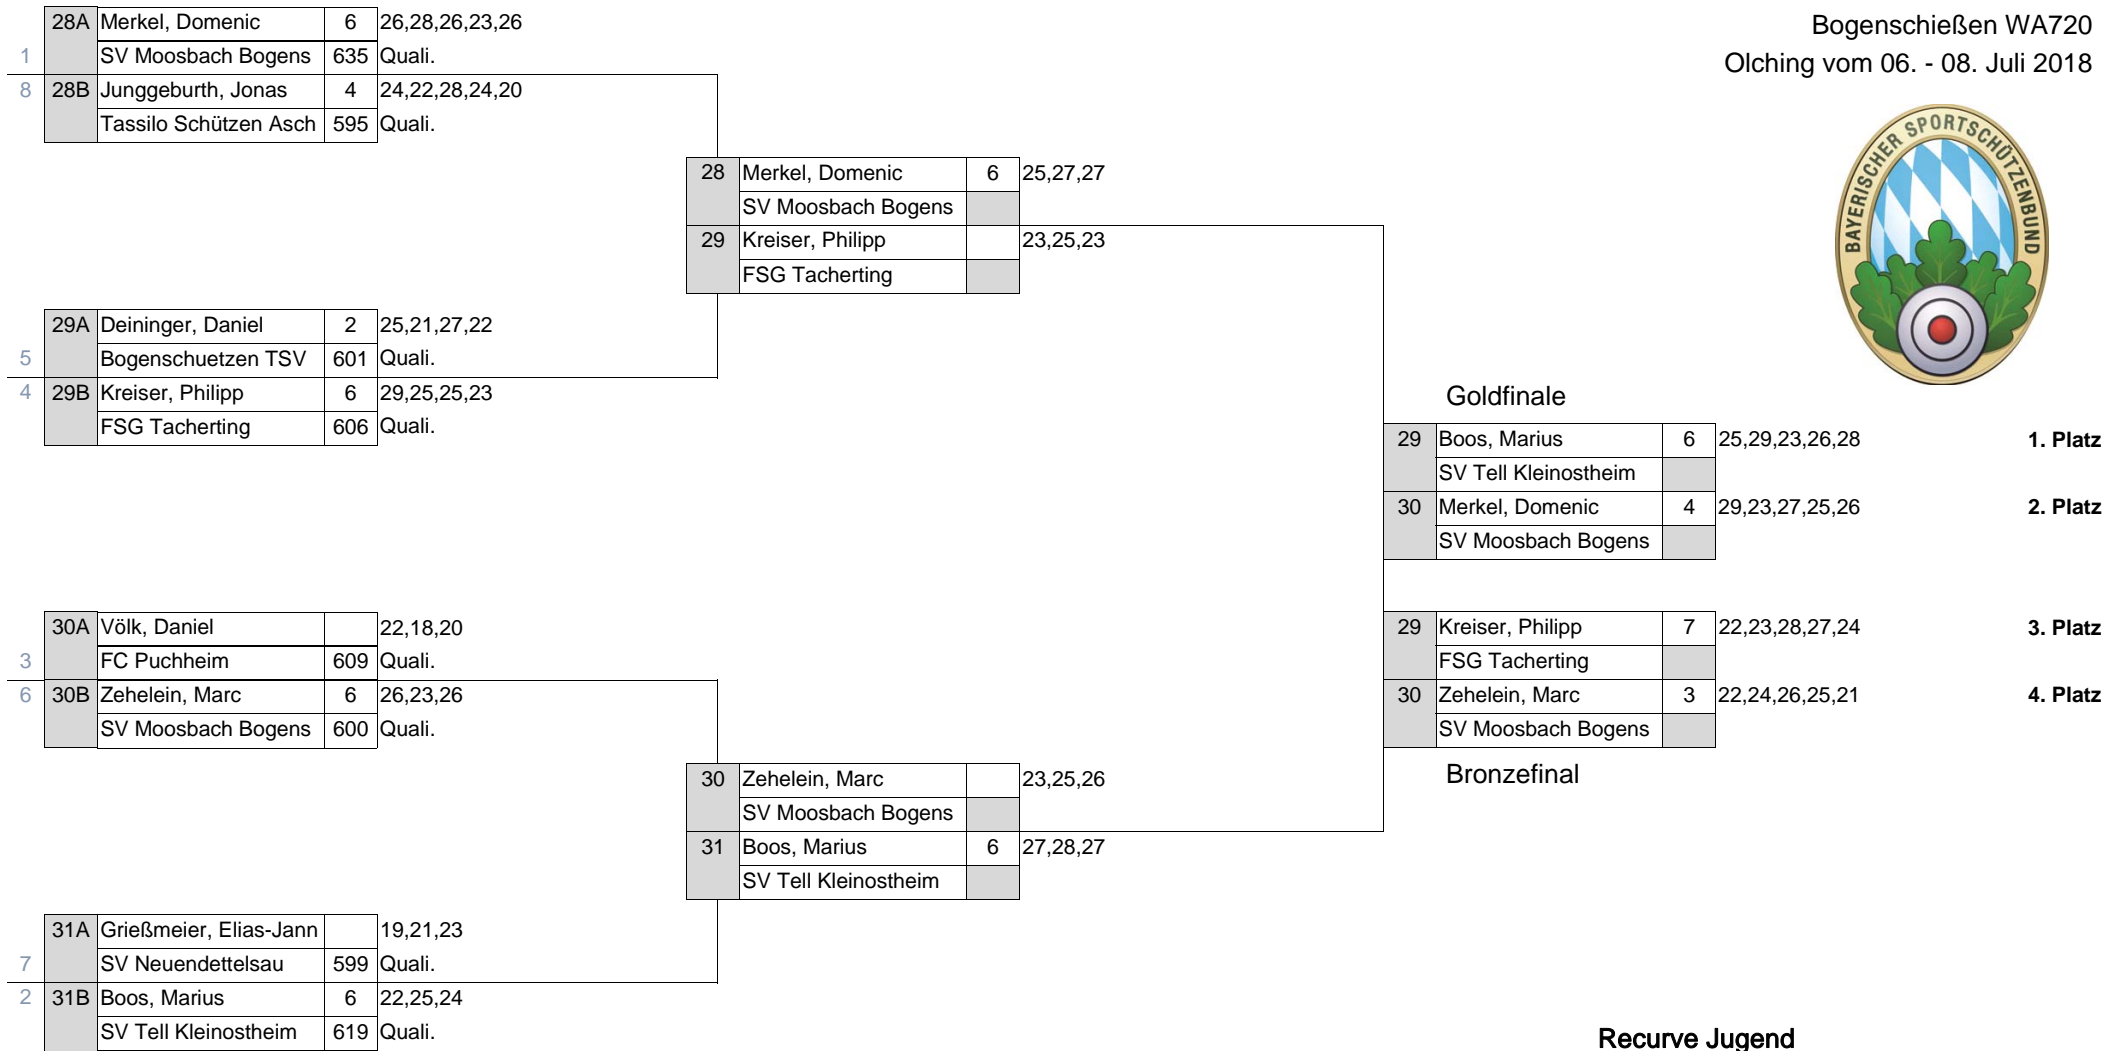 Bogenschießen WA720
Olching vom 06. - 08. Juli 2018
BAYERISCHER SPORTSCHÜTZENBUND
28A Merkel, Domenic 6 26,28,26,23,26
1 SV Moosbach Bogens 635 Quali.
8 28B Junggeburth, Jonas 4 24,22,28,24,20
Tassilo Schützen Asch 595 Quali.
28 Merkel, Domenic 6 25,27,27
SV Moosbach Bogens
29 Kreiser, Philipp 23,25,23
FSG Tacherting
29A Deininger, Daniel 2 25,21,27,22
5 Bogenschuetzen TSV 601 Quali.
4 29B Kreiser, Philipp 6 29,25,25,23
FSG Tacherting 606 Quali.
Goldfinale
29 Boos, Marius 6 25,29,23,26,28 1. Platz
SV Tell Kleinostheim
30 Merkel, Domenic 4 29,23,27,25,26 2. Platz
SV Moosbach Bogens
30A Völk, Daniel 22,18,20
3 FC Puchheim 609 Quali.
6 30B Zehelein, Marc 6 26,23,26
SV Moosbach Bogens 600 Quali.
29 Kreiser, Philipp 7 22,23,28,27,24 3. Platz
FSG Tacherting
30 Zehelein, Marc 3 22,24,26,25,21 4. Platz
SV Moosbach Bogens
Bronzefinal
30 Zehelein, Marc 23,25,26
SV Moosbach Bogens
31 Boos, Marius 6 27,28,27
SV Tell Kleinostheim
31A Grießmeier, Elias-Jann 19,21,23
7 SV Neuendettelsau 599 Quali.
2 31B Boos, Marius 6 22,25,24
SV Tell Kleinostheim 619 Quali.
Recurve Jugend